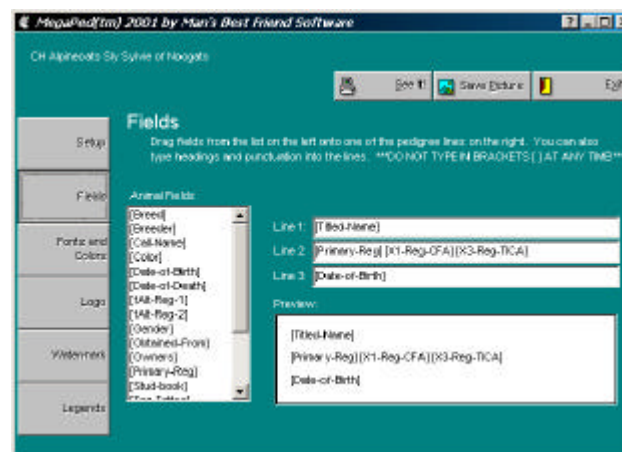 MegaPed(tm) 2001 by Man's Best Friend Software
CH Alpinecats Sly Sylvie of Noogats
See It!
Save Picture
Exit
Fields
Drag fields from the list on the left onto one of the pedigree lines on the right. You can also
type headings and punctuation into the lines. **DO NOT TYPE IN BRACKETS [ ] AT ANY TIME**
Setup
Fields
Fonts and
Colors
Logo
Watermark
Legends
Animal Fields:
[Breed]
[Breeder]
[Call-Name]
[Color]
[Date-of-Birth]
[Date-of-Death]
[1Alt-Reg-1]
[1Alt-Reg-2]
[Gender]
[Obtained-From]
[Owners]
[Primary-Reg]
[Stud-book]
Line 1: [Titled-Name]
Line 2: [Primary-Reg] [X1-Reg-CFA][X3-Reg-TICA]
Line 3: [Date-of-Birth]
Preview:
[Titled-Name]
[Primary-Reg][X1-Reg-CFA][X3-Reg-TICA]
[Date-of-Birth]